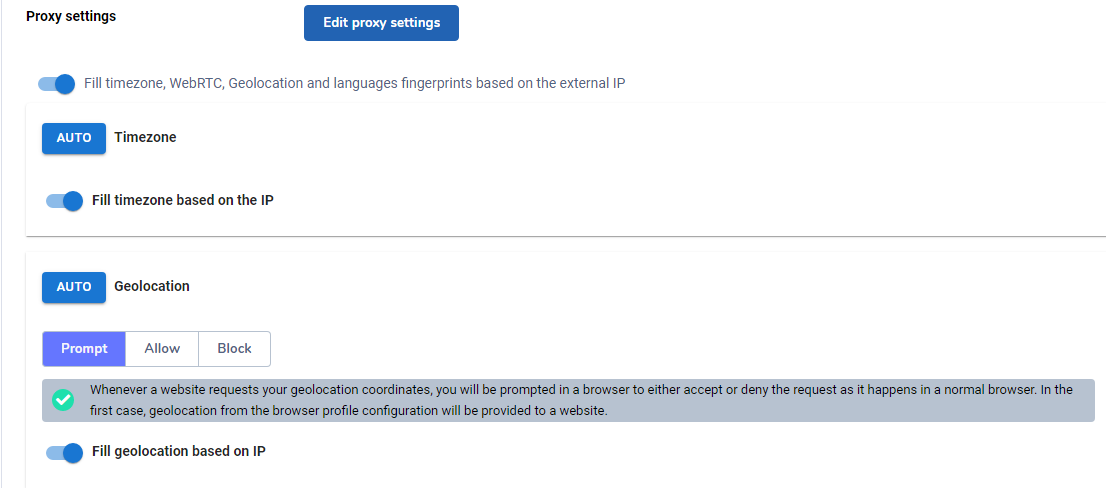 Proxy settings
Edit proxy settings
Fill timezone, WebRTC, Geolocation and languages fingerprints based on the external IP
AUTO Timezone
Fill timezone based on the IP
AUTO Geolocation
Prompt Allow Block
Whenever a website requests your geolocation coordinates, you will be prompted in a browser to either accept or deny the request as it happens in a normal browser. In the
first case, geolocation from the browser profile configuration will be provided to a website.
Fill geolocation based on IP